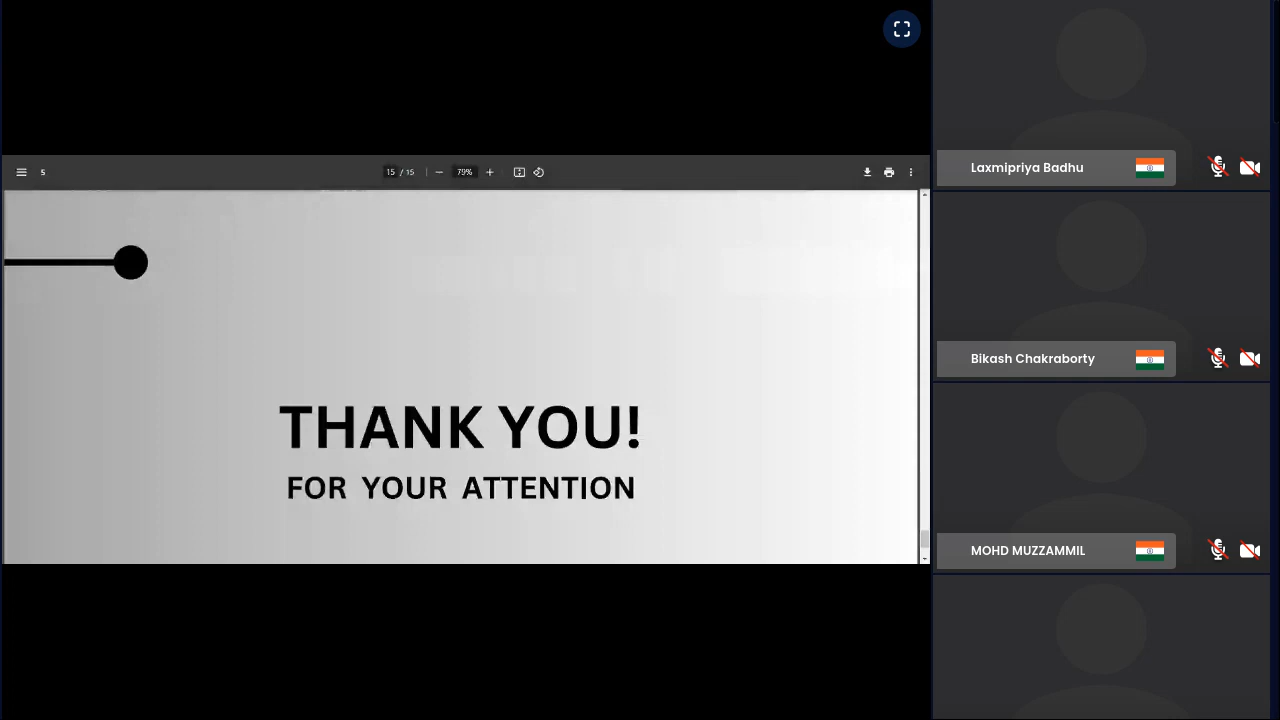 5
15 / 15
79%
THANK YOU!
FOR YOUR ATTENTION
Laxmipriya Badhu
Bikash Chakraborty
MOHD MUZZAMMIL